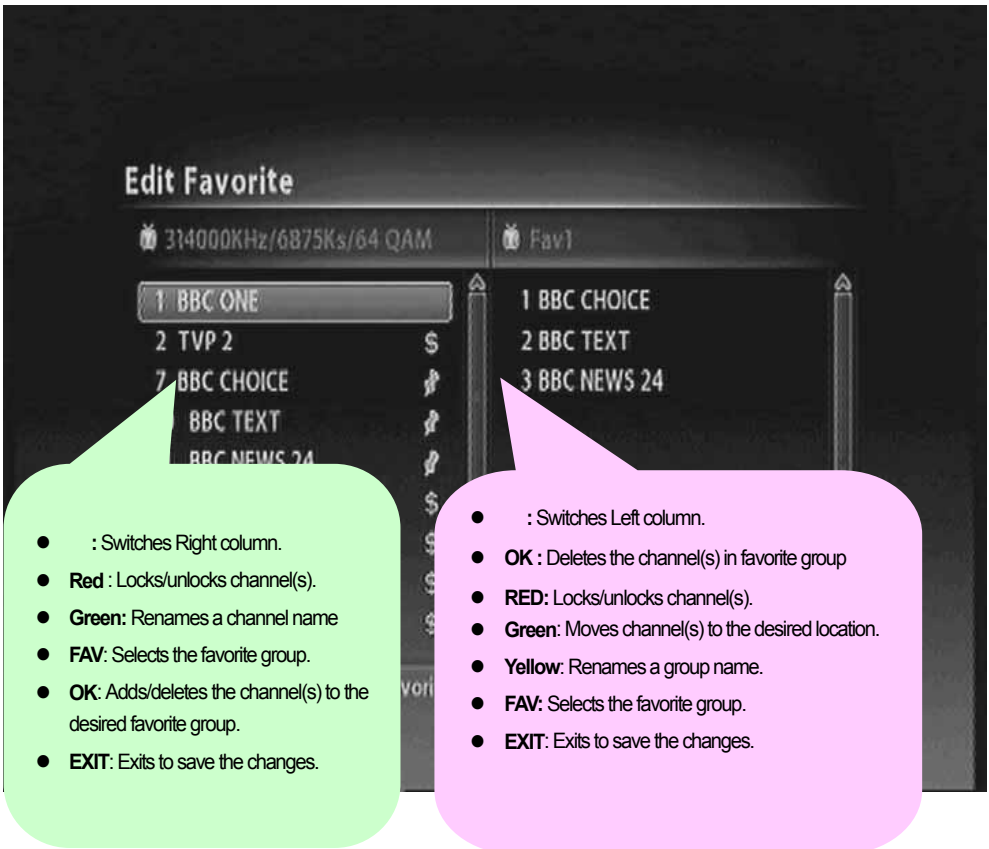 Edit Favorite
314000KHz/6875Ks/64 QAM
Fav1
1 BBC ONE
2 TVP 2 $
7 BBC CHOICE
BBC TEXT
BBC NEWS 24
$
$
$
$
1 BBC CHOICE
2 BBC TEXT
3 BBC NEWS 24
● : Switches Right column.
● Red : Locks/unlocks channel(s).
● Green: Renames a channel name
● FAV: Selects the favorite group.
● OK: Adds/deletes the channel(s) to the
desired favorite group.
● EXIT: Exits to save the changes.
● : Switches Left column.
● OK : Deletes the channel(s) in favorite group
● RED: Locks/unlocks channel(s).
● Green: Moves channel(s) to the desired location.
● Yellow: Renames a group name.
● FAV: Selects the favorite group.
● EXIT: Exits to save the changes.